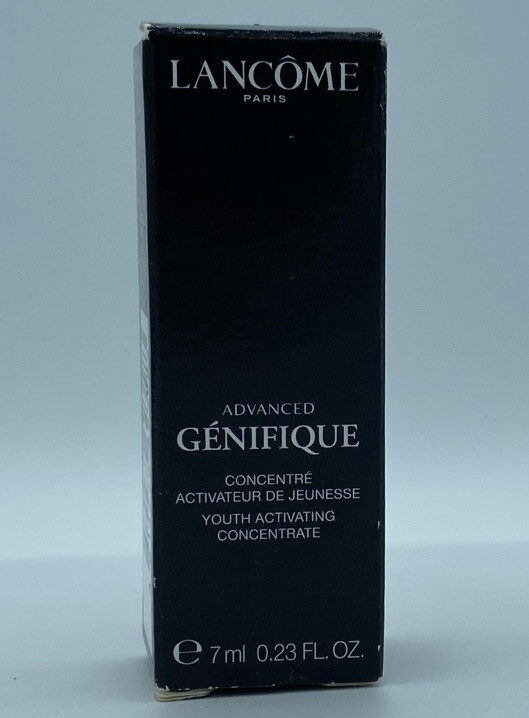 LANCÔME
PARIS
ADVANCED
GÉNIFIQUE
CONCENTRÉ
ACTIVATEUR DE JEUNESSE
YOUTH ACTIVATING
CONCENTRATE
℮ 7 ml 0.23 FL. OZ.